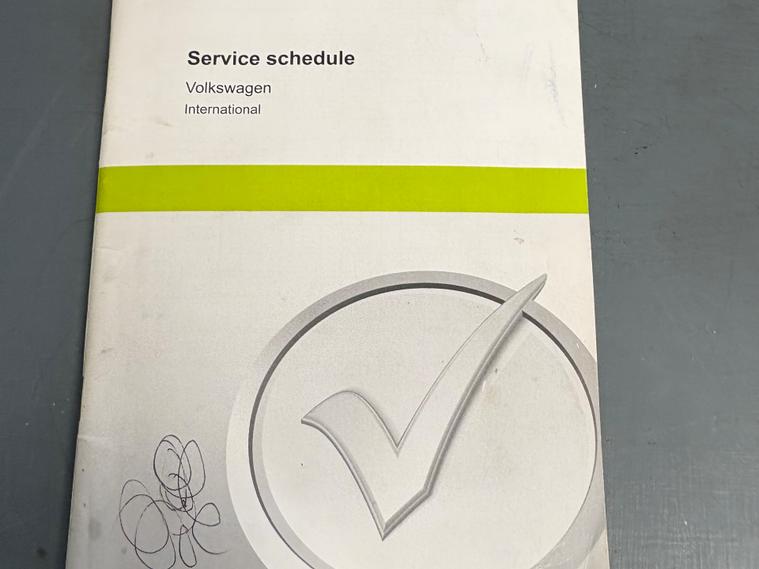 Service schedule
Volkswagen
International